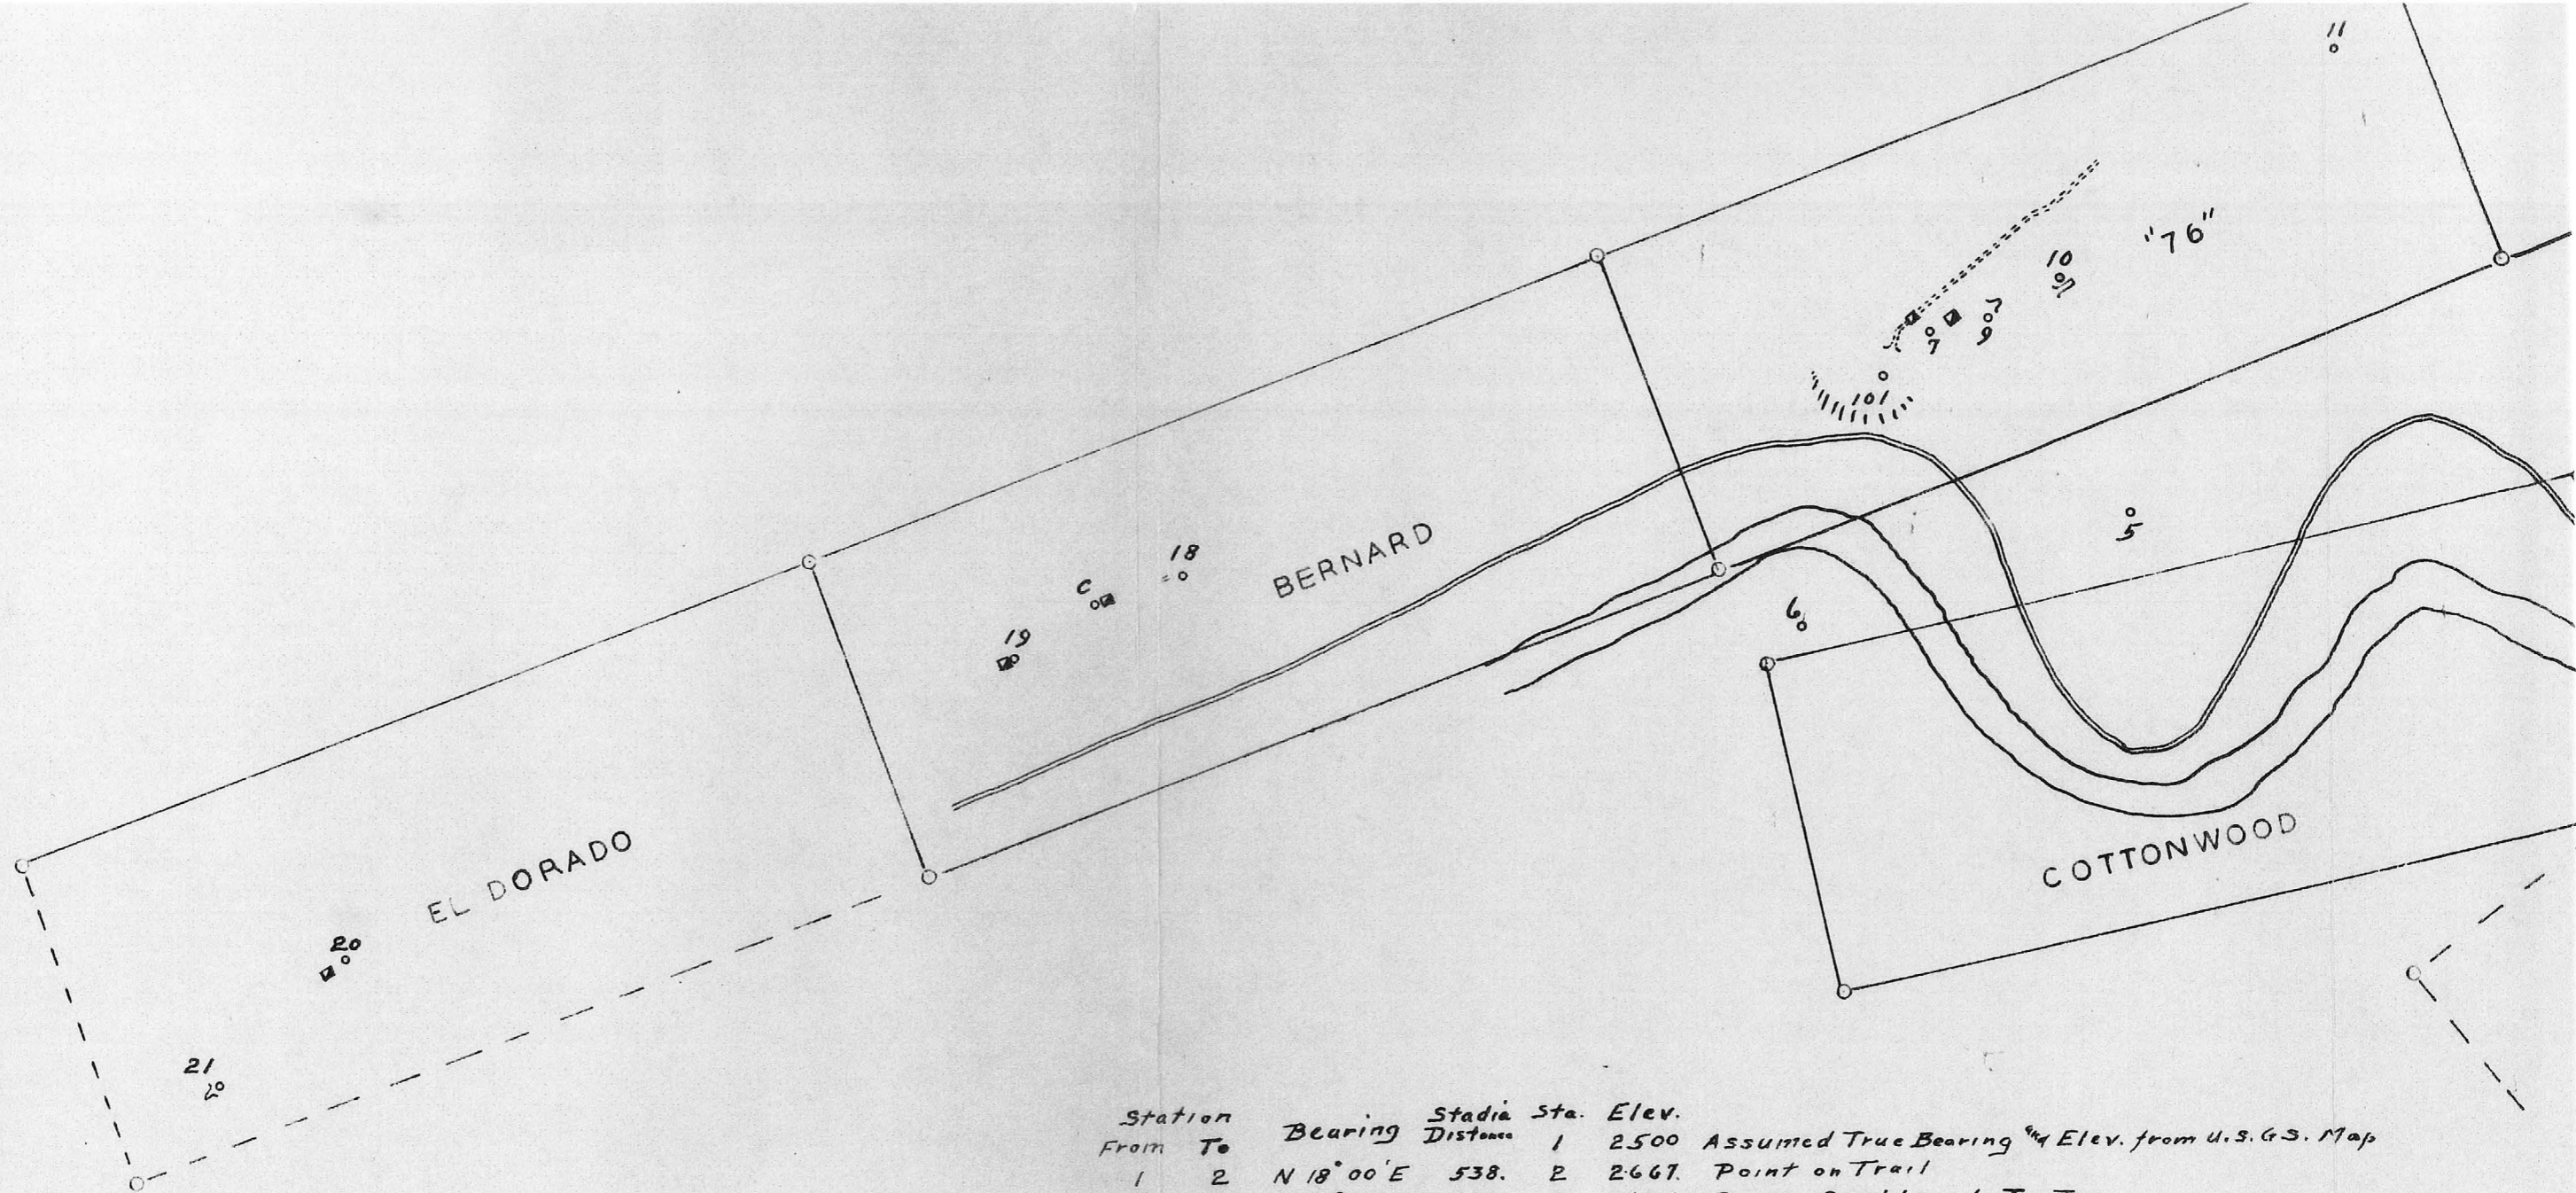 11
"76"
10
7
9
101
5
18
C
BERNARD
19
6
COTTONWOOD
EL DORADO
20
21
Station Bearing Stadia Distance Sta. Elev.
From To 1 2500 Assumed True Bearing and Elev. from U.S.G.S. Map
1 2 N 18° 00' E 538. 2 2667. Point on Trail